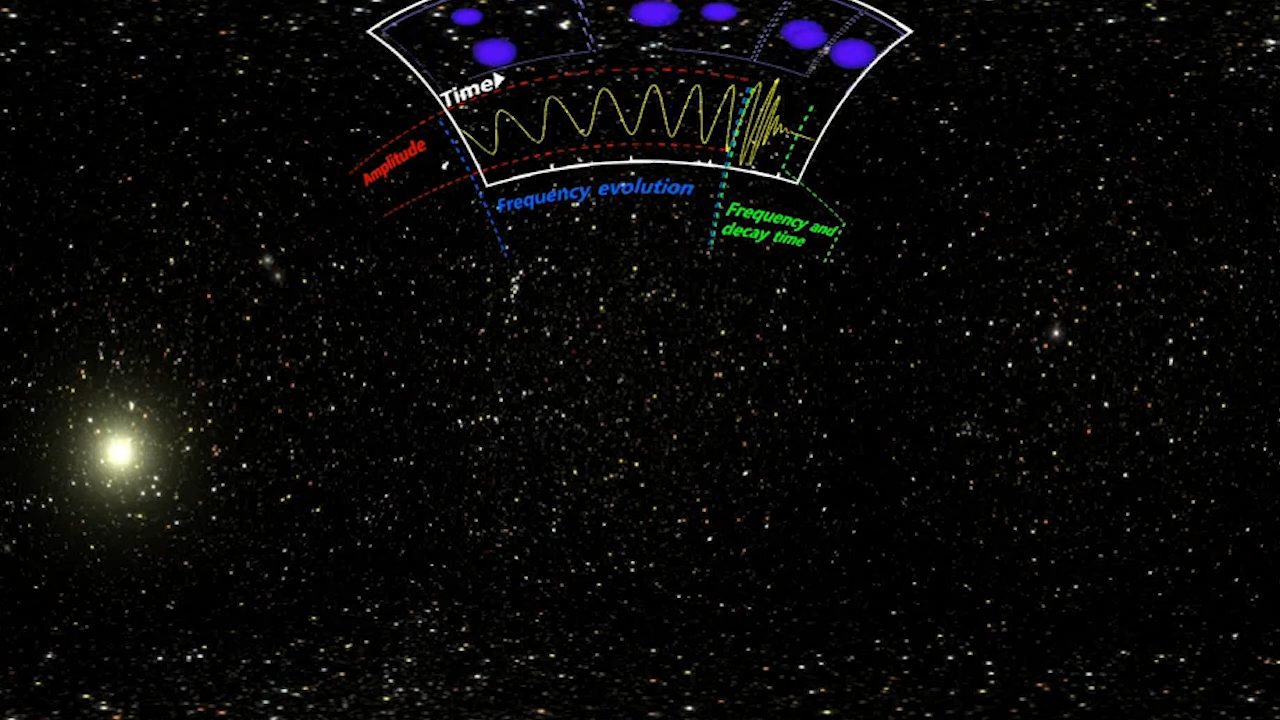 Time
Amplitude
Frequency evolution
Frequency and
decay time